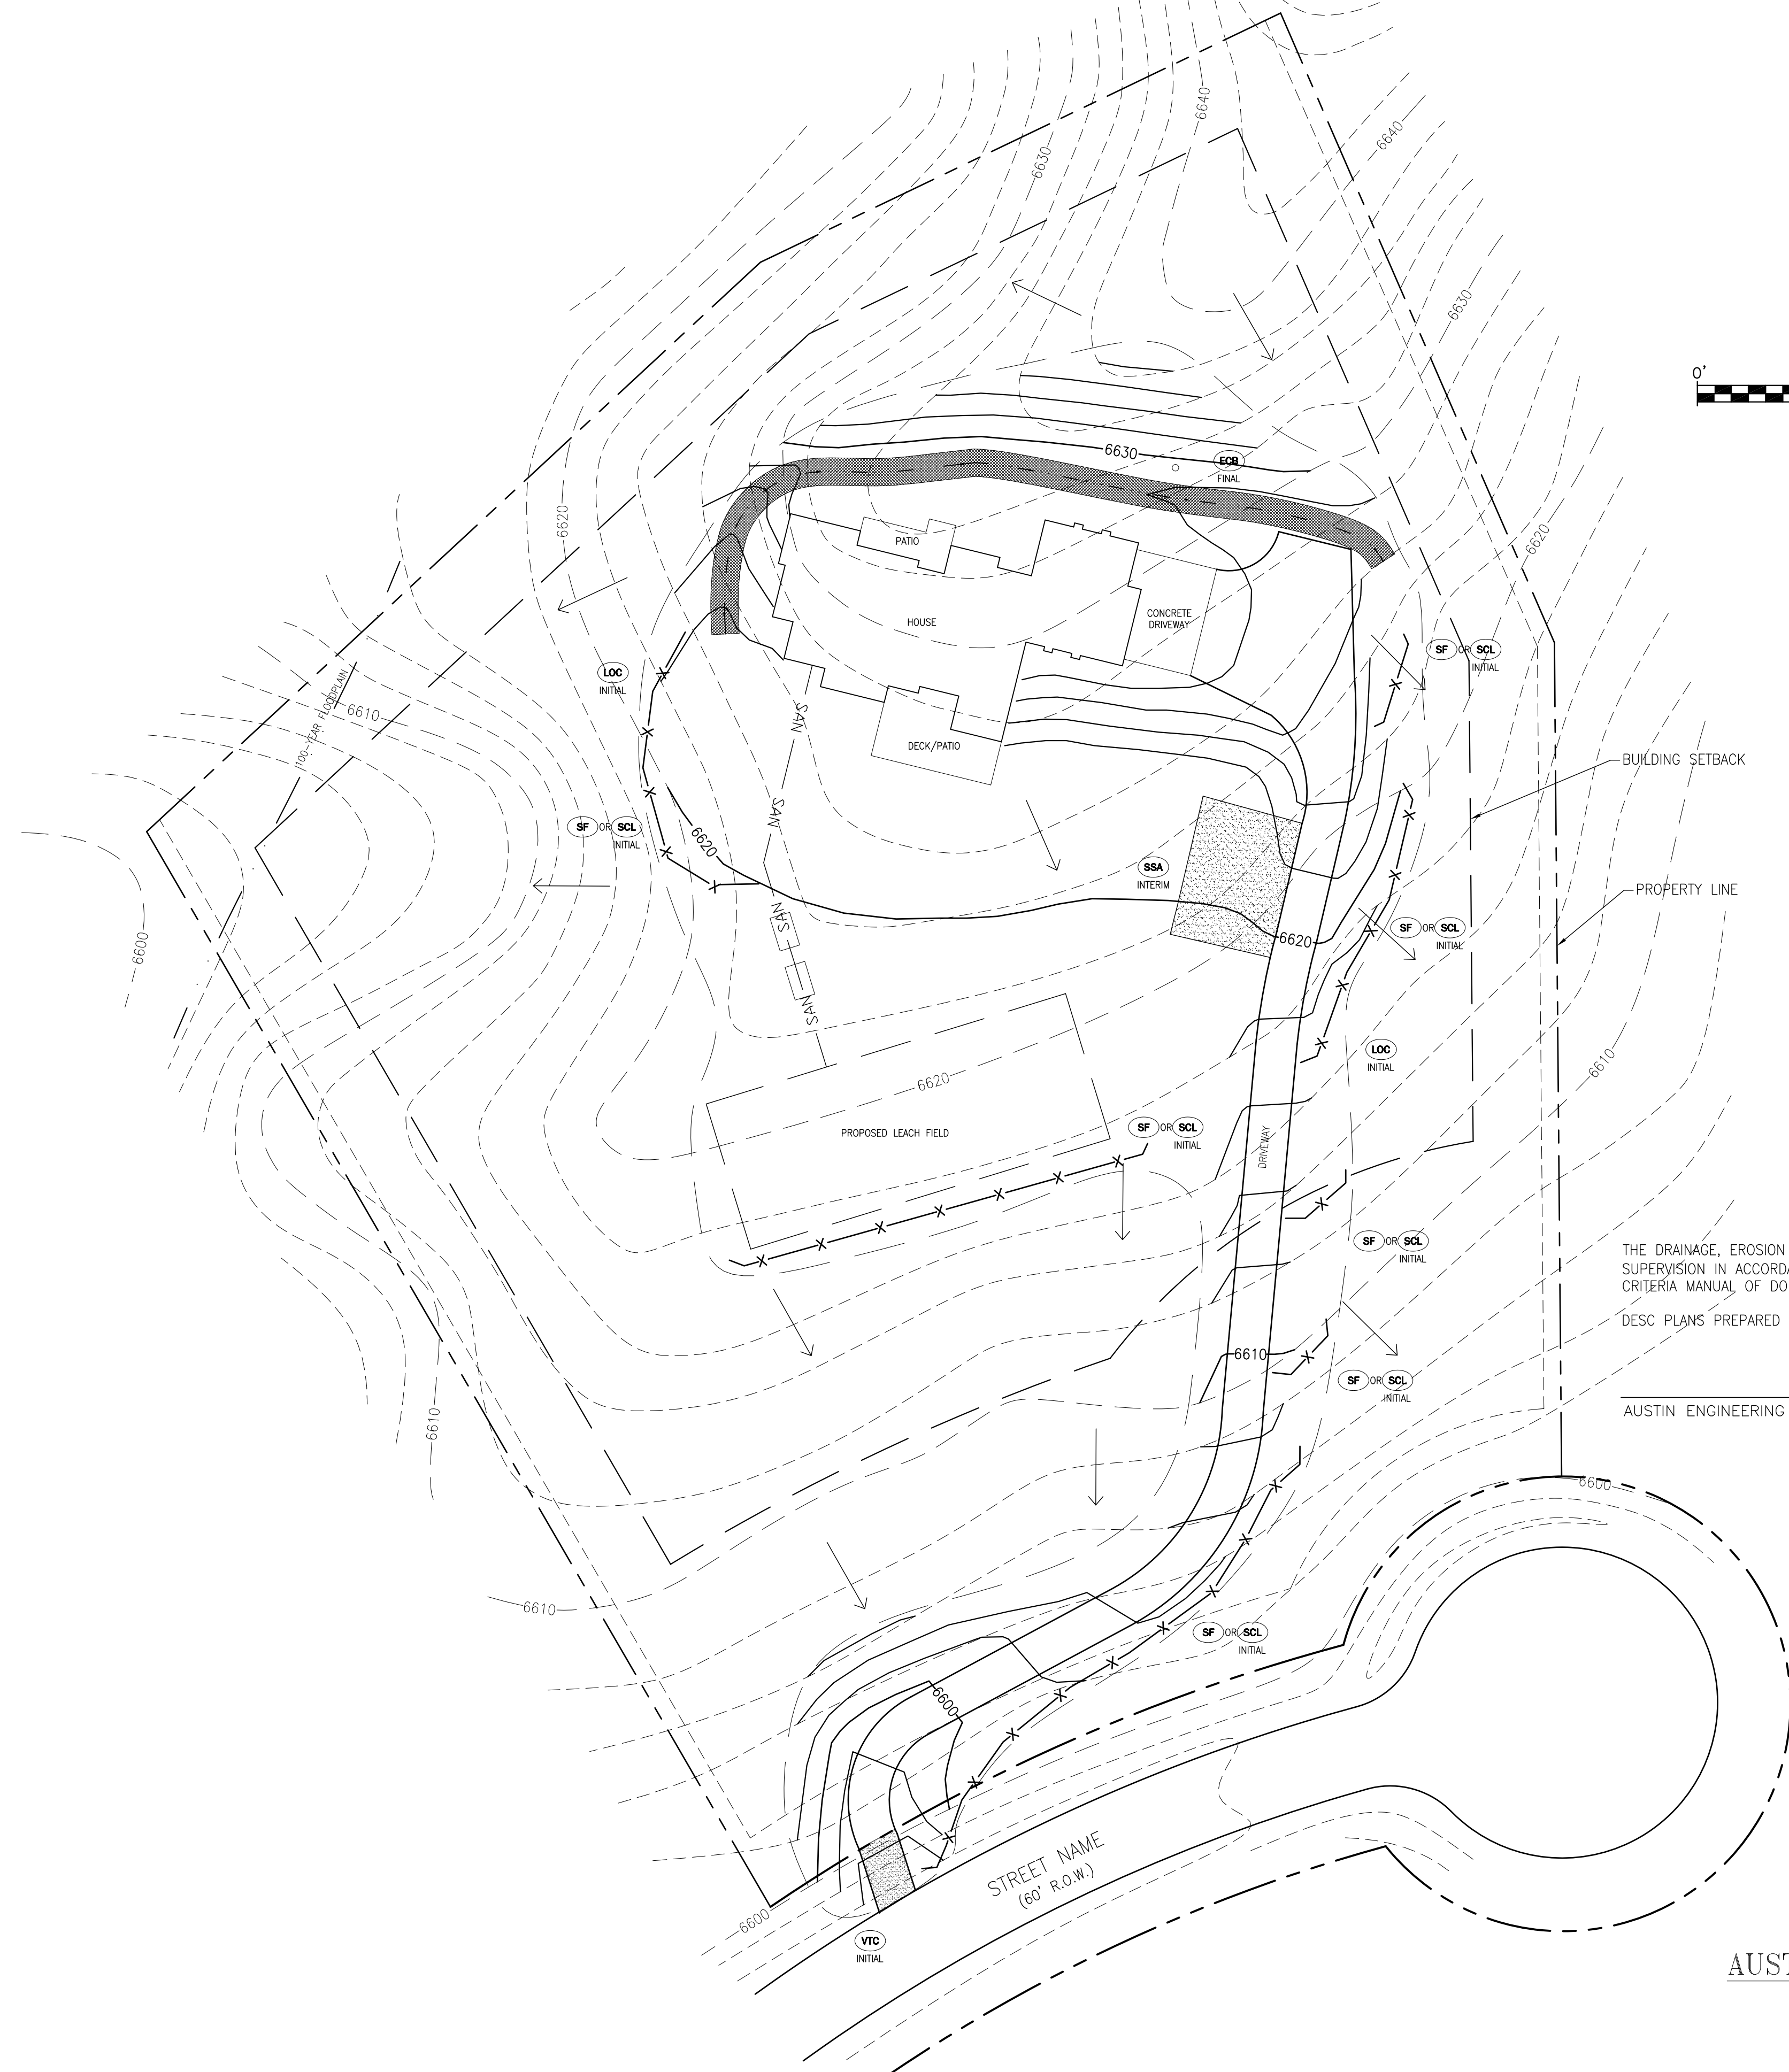 6640
6640
6630
6630
0'
6630
ECB
FINAL
6620
6620
PATIO
HOUSE
CONCRETE
DRIVEWAY
SF OR SCL
INITIAL
LOC
INITIAL
100-YEAR FLOODPLAIN
6610
SAN
DECK/PATIO
BUILDING SETBACK
SAN
SF OR SCL
INITIAL
6620
SSA
INTERIM
PROPERTY LINE
SAN
SF OR SCL
INITIAL
6600
6620
SAN
LOC
INITIAL
6610
6620
SF OR SCL
INITIAL
PROPOSED LEACH FIELD
DRIVEWAY
SF OR SCL
INITIAL
THE DRAINAGE, EROSION
SUPERVISION IN ACCORDA
CRITERIA MANUAL OF DO
DESC PLANS PREPARED
6610
SF OR SCL
INITIAL
6610
AUSTIN ENGINEERING
6600
6610
SF OR SCL
INITIAL
6600
STREET NAME
(60' R.O.W.)
6600
VTC
INITIAL
AUST